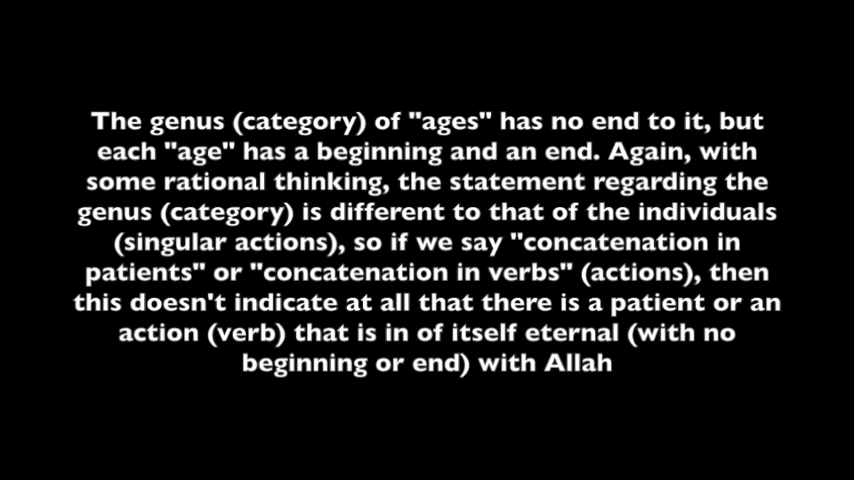 The genus (category) of "ages" has no end to it, but
each "age" has a beginning and an end. Again, with
some rational thinking, the statement regarding the
genus (category) is different to that of the individuals
(singular actions), so if we say "concatenation in
patients" or "concatenation in verbs" (actions), then
this doesn't indicate at all that there is a patient or an
action (verb) that is in of itself eternal (with no
beginning or end) with Allah